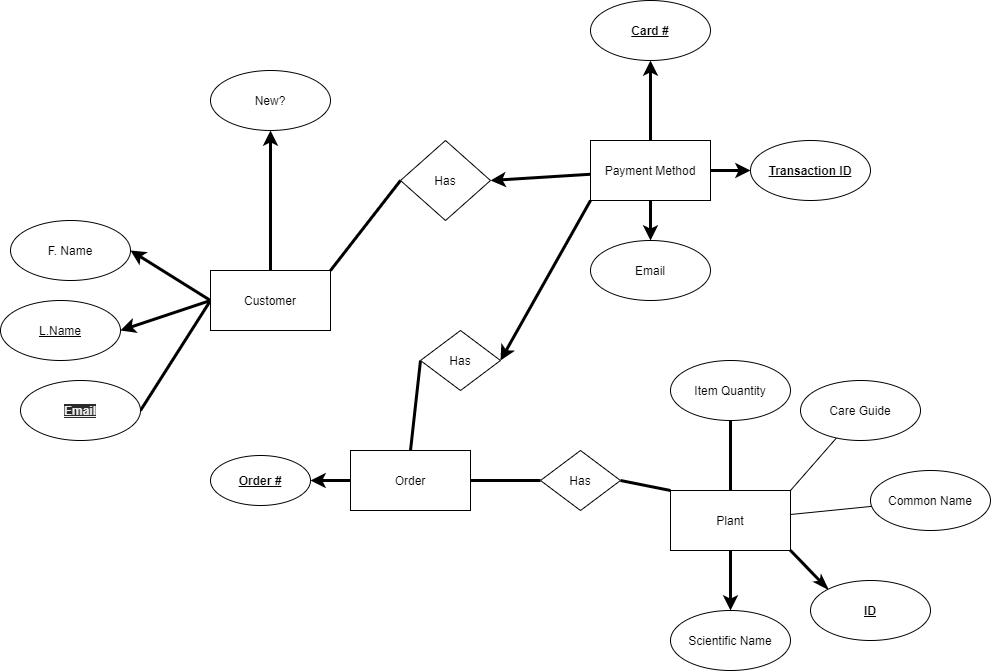 Card #
New?
Payment Method
Transaction ID
Has
F. Name
Email
Customer
L.Name
Has
Email
Item Quantity
Care Guide
Order #
Order
Has
Common Name
Plant
ID
Scientific Name